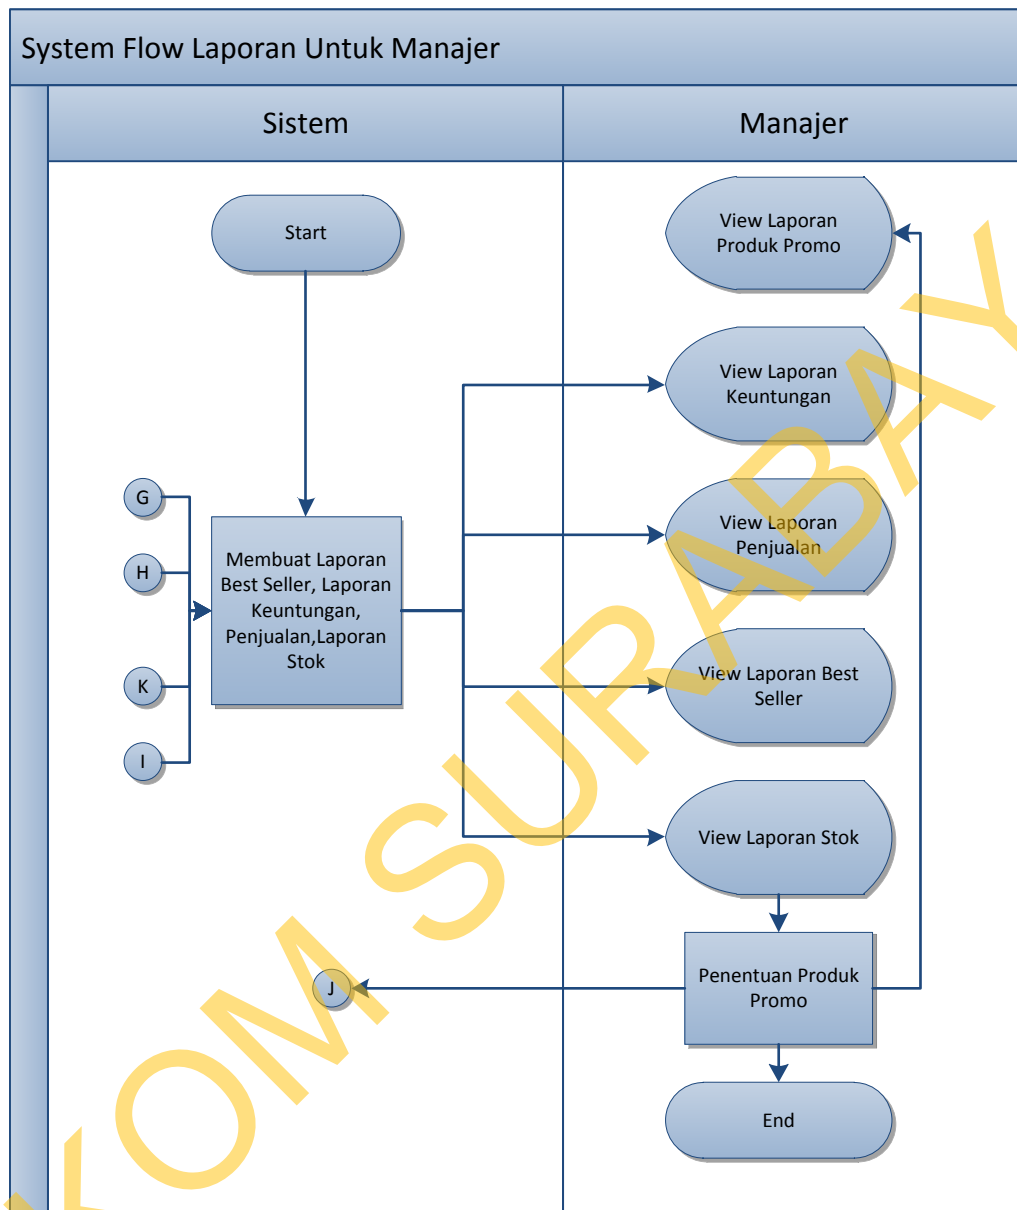 System Flow Laporan Untuk Manajer
Sistem
Manajer
Start
View Laporan
Produk Promo
View Laporan
Keuntungan
G
H
K
I
Membuat Laporan
Best Seller, Laporan
Keuntungan,
Penjualan,Laporan
Stok
View Laporan
Penjualan
View Laporan Best
Seller
View Laporan Stok
J
Penentuan Produk
Promo
End
KOM SURABAY